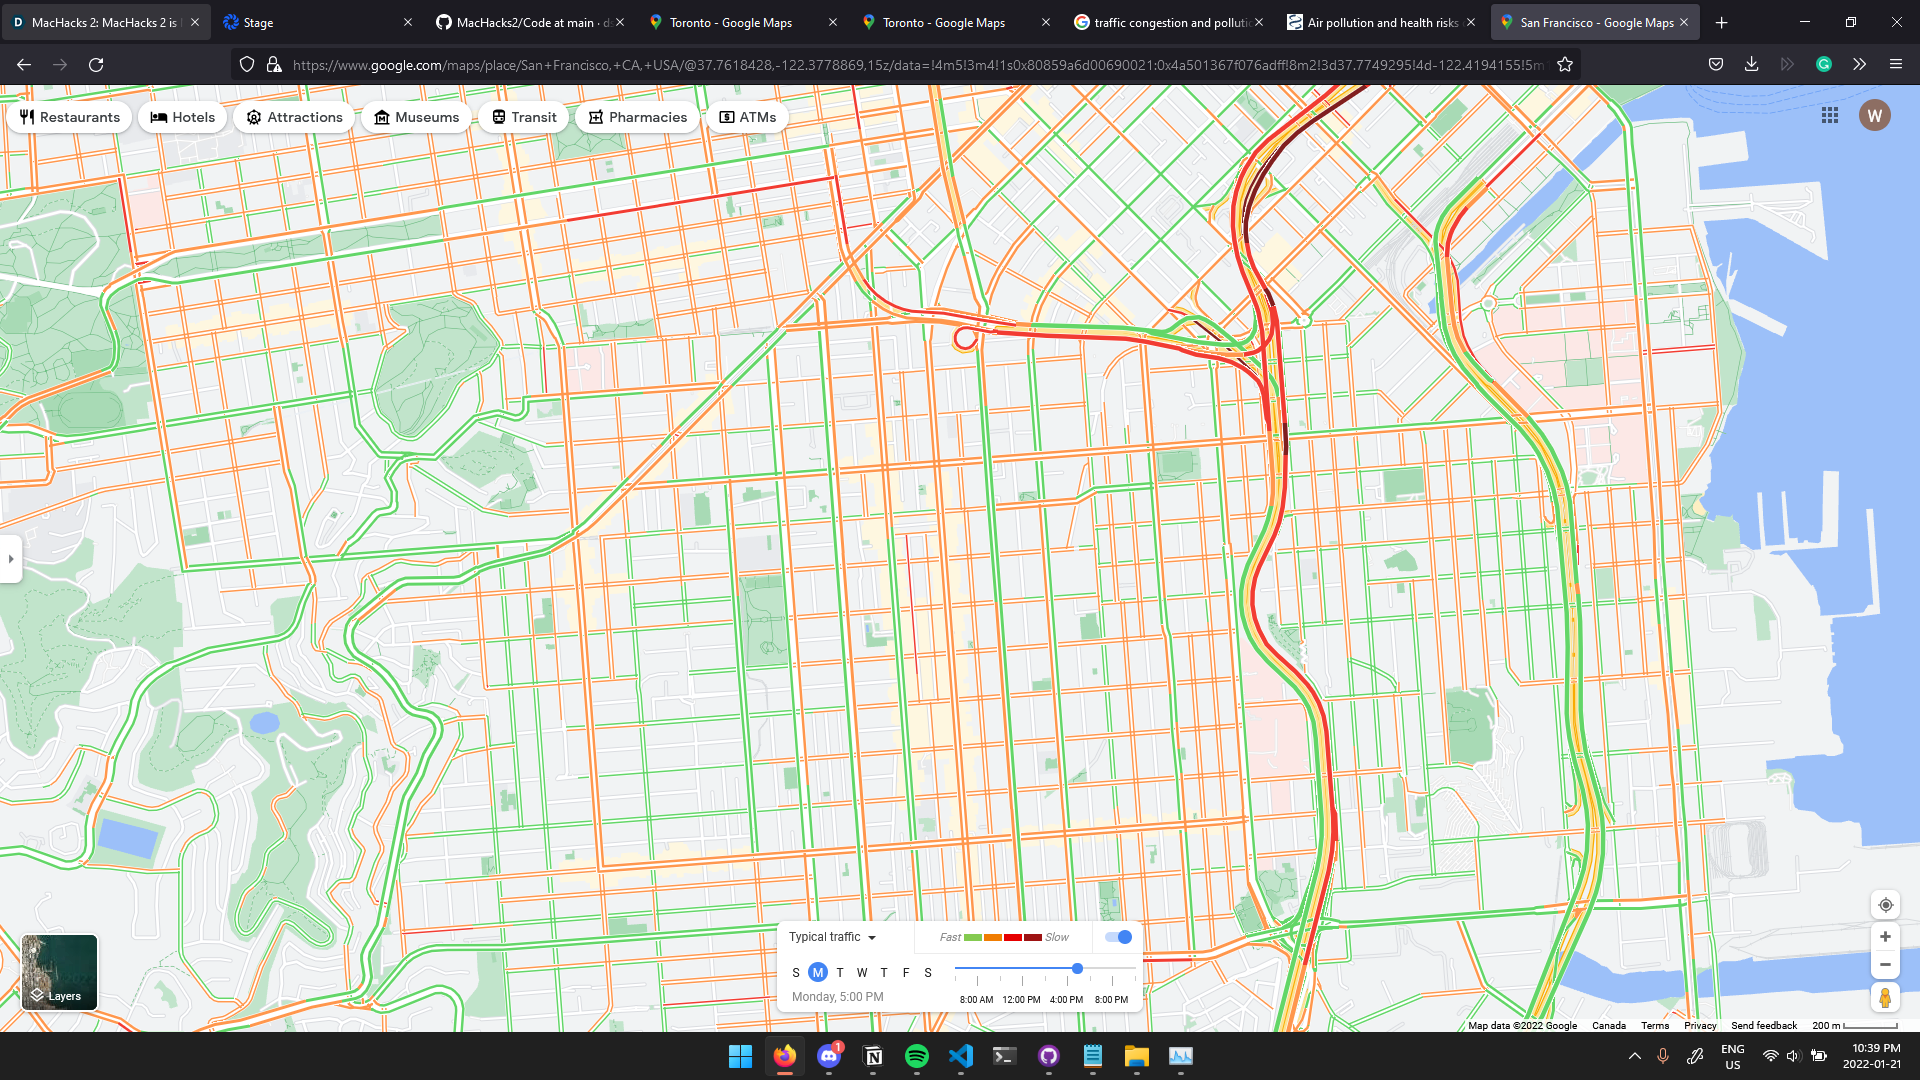 MacHacks 2: MacHacks 2 is
Stage
MacHacks2/Code at main · ds
Toronto - Google Maps
Toronto - Google Maps
traffic congestion and pollutio
Air pollution and health risks
San Francisco - Google Maps
https://www.google.com/maps/place/San+Francisco,+CA,+USA/@37.7618428,-122.3778869,15z/data=!4m5!3m4!1s0x80859a6d00690021:0x4a501367f076adff!8m2!3d37.7749295!4d-122.4194155!5m
Restaurants
Hotels
Attractions
Museums
Transit
Pharmacies
ATMs
W
Layers
Typical traffic
Fast
Slow
S M T W T F S
Monday, 5:00 PM
8:00 AM 12:00 PM 4:00 PM 8:00 PM
Map data ©2022 Google Canada Terms Privacy Send feedback 200 m
1
ENG
US
10:39 PM
2022-01-21